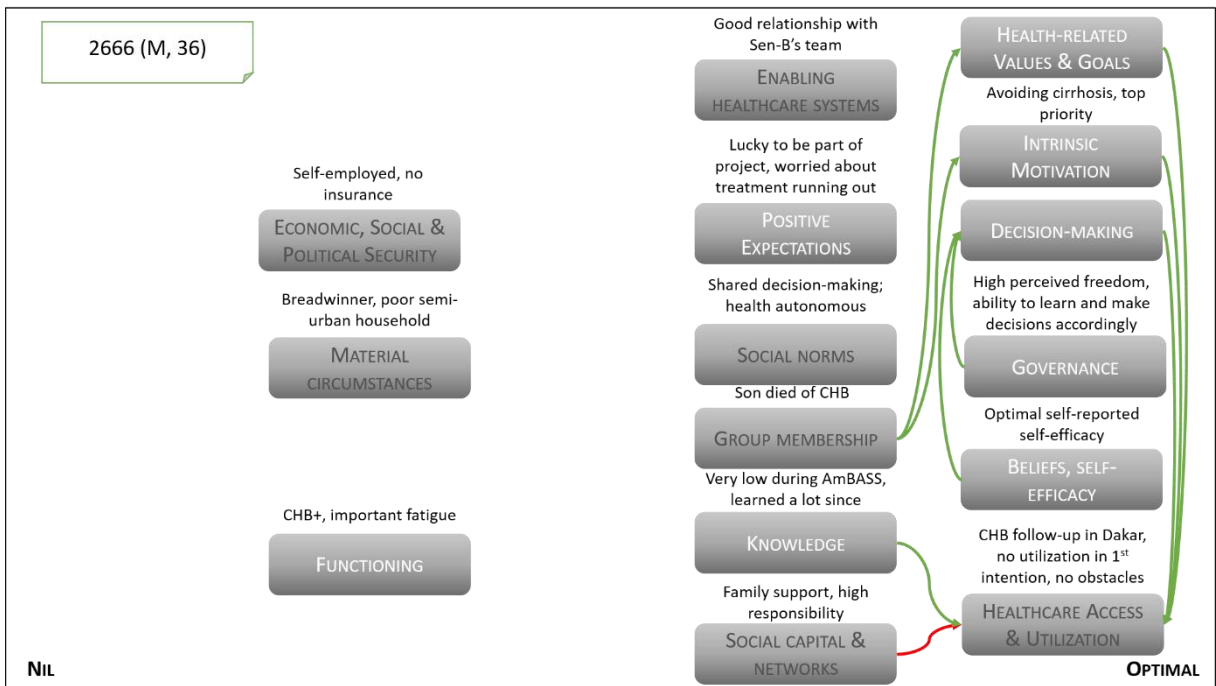 2666 (M, 36)
Self-employed, no
insurance
ECONOMIC, SOCIAL &
POLITICAL SECURITY
Breadwinner, poor semi-
urban household
MATERIAL
CIRCUMSTANCES
CHB+, important fatigue
FUNCTIONING
NIL
Good relationship with
Sen-B's team
ENABLING
HEALTHCARE SYSTEMS
Lucky to be part of
project, worried about
treatment running out
POSITIVE
EXPECTATIONS
Shared decision-making;
health autonomous
SOCIAL NORMS
Son died of CHB
GROUP MEMBERSHIP
Very low during AmBASS,
learned a lot since
KNOWLEDGE
Family support, high
responsibility
SOCIAL CAPITAL &
NETWORKS
HEALTH-RELATED
VALUES & GOALS
Avoiding cirrhosis, top
priority
INTRINSIC
MOTIVATION
DECISION-MAKING
High perceived freedom,
ability to learn and make
decisions accordingly
GOVERNANCE
Optimal self-reported
self-efficacy
BELIEFS, SELF-
EFFICACY
CHB follow-up in Dakar,
no utilization in 1st
intention, no obstacles
HEALTHCARE ACCESS
& UTILIZATION
OPTIMAL